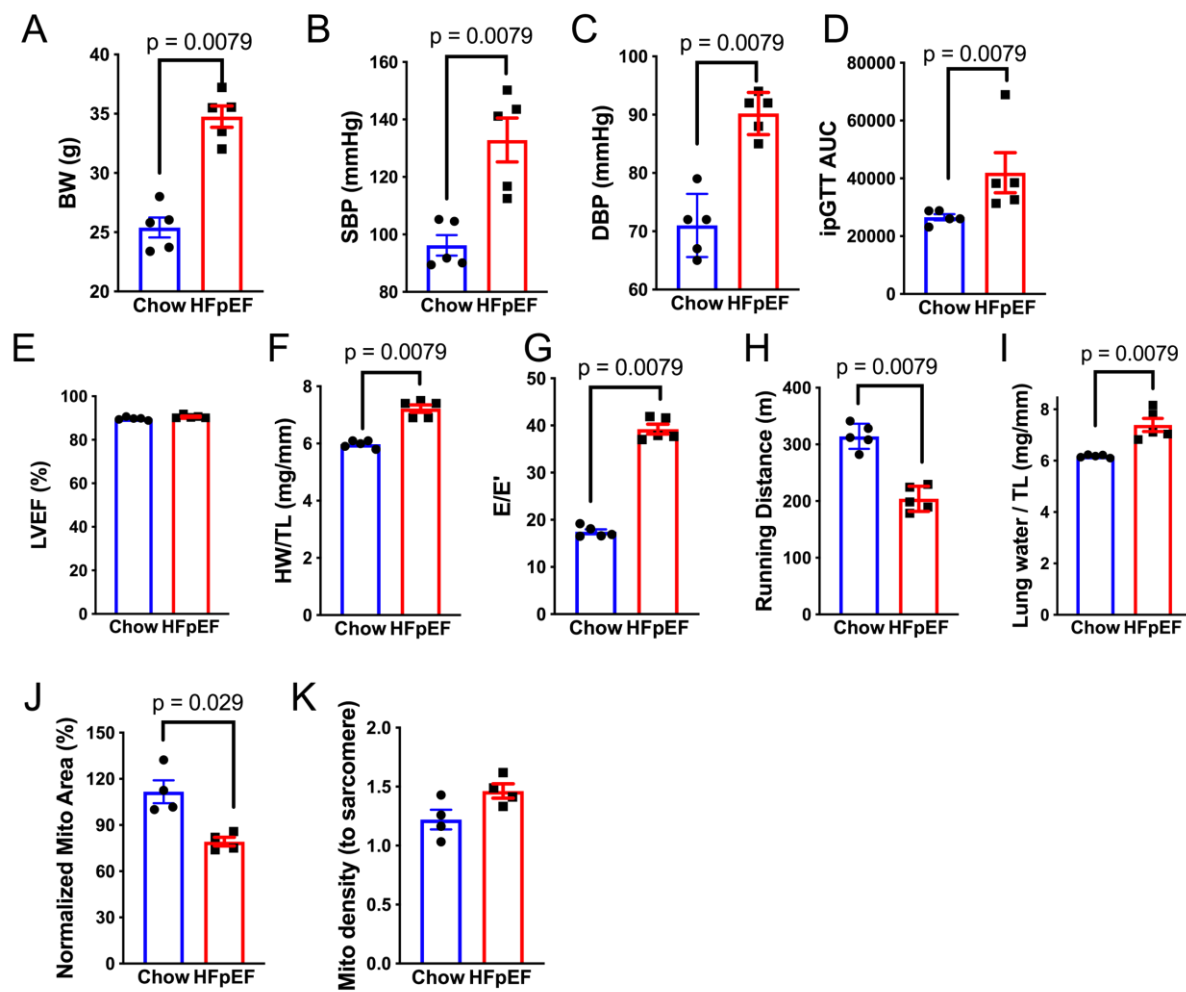 A
p = 0.0079
BW (g)
40
35
30
25
20
Chow HFpEF
B
p = 0.0079
SBP (mmHg)
160
140
120
100
80
Chow HFpEF
C
p = 0.0079
DBP (mmHg)
100
90
80
70
60
Chow HFpEF
D
p = 0.0079
ipGTT AUC
80000
60000
40000
20000
0
Chow HFpEF
E
LVEF (%)
100
80
60
40
20
0
Chow HFpEF
F
p = 0.0079
HW/TL (mg/mm)
8
6
4
2
0
Chow HFpEF
G
p = 0.0079
E/E'
50
40
30
20
10
0
Chow HFpEF
H
p = 0.0079
Running Distance (m)
400
300
200
100
0
Chow HFpEF
I
p = 0.0079
Lung water / TL (mg/mm)
8
6
4
2
0
Chow HFpEF
J
p = 0.029
Normalized Mito Area (%)
150
120
90
60
30
0
Chow HFpEF
K
Mito density (to sarcomere)
2.0
1.5
1.0
0.5
0.0
Chow HFpEF